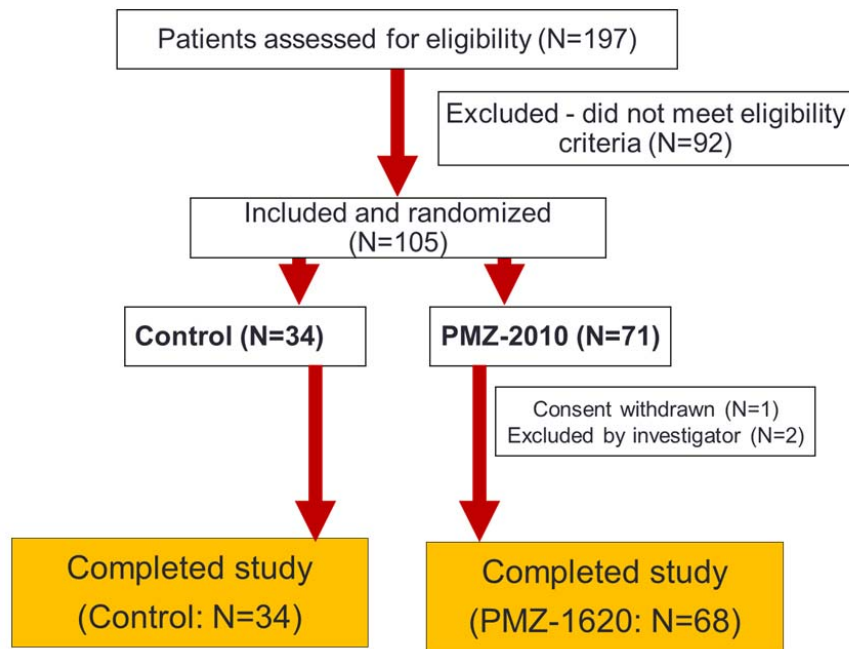 Patients assessed for eligibility (N=197)
Excluded - did not meet eligibility
criteria (N=92)
Included and randomized
(N=105)
Control (N=34)
PMZ-2010 (N=71)
Consent withdrawn (N=1)
Excluded by investigator (N=2)
Completed study
(Control: N=34)
Completed study
(PMZ-1620: N=68)